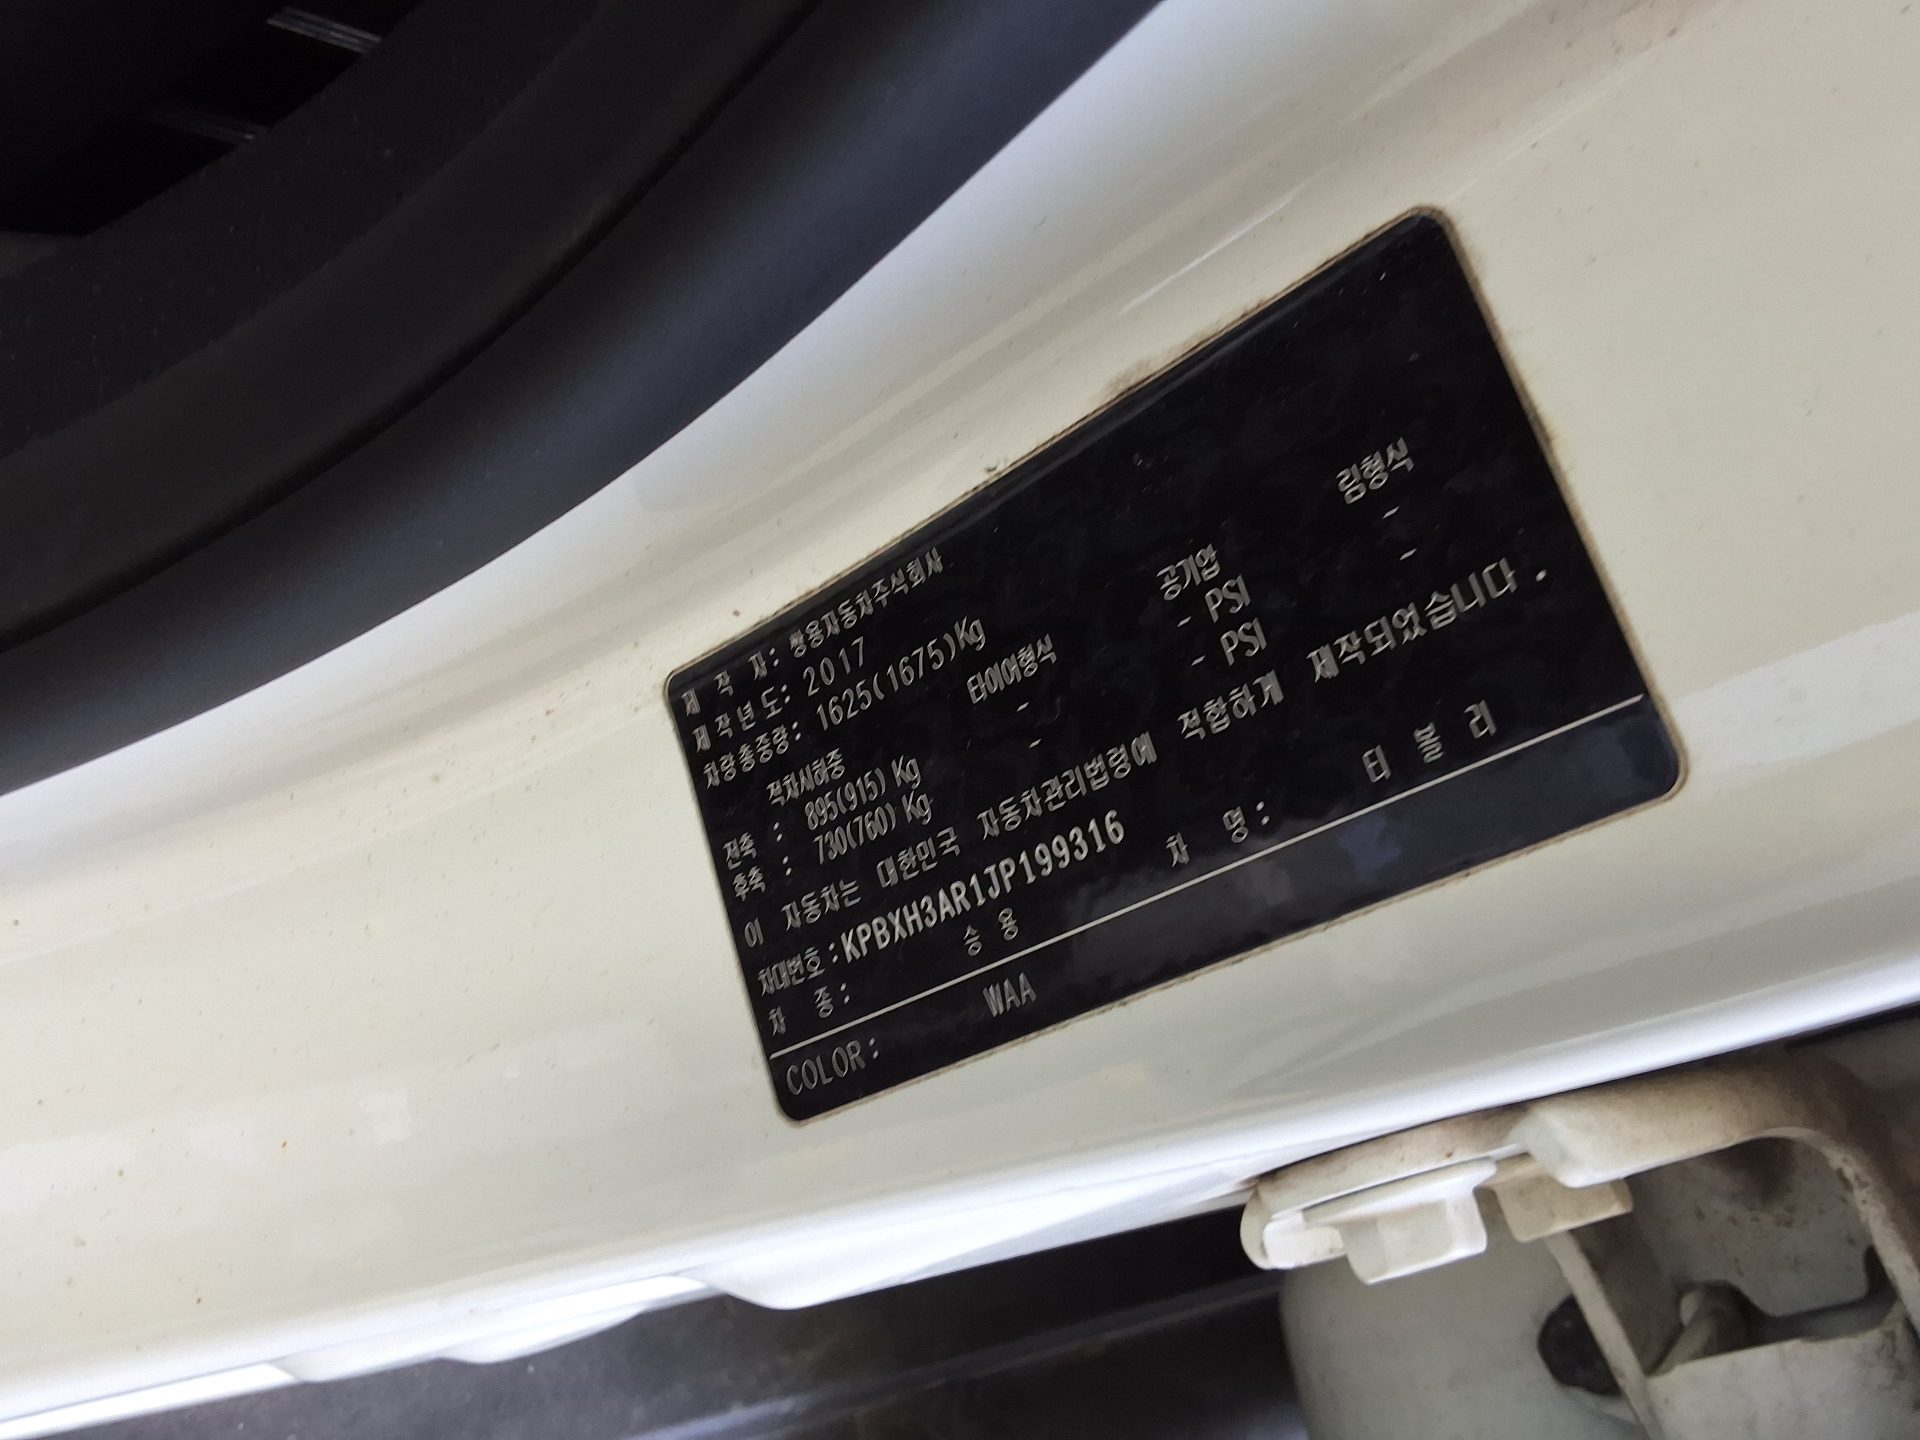 제 작 자: 쌍용자동차주식회사
제작년도: 2017
차량총중량: 1625(1675)Kg
적차시하중 타이어형식 공기압 림형식
전축 : 895(915) Kg - - PSI -
후축 : 730(760) Kg - - PSI -
이 자동차는 대한민국 자동차관리법령에 적합하게 제작되었습니다.
차대번호:KPBXH3AR1JP199316
차 종: 승 용 차 명: 티 볼 리
COLOR: WAA